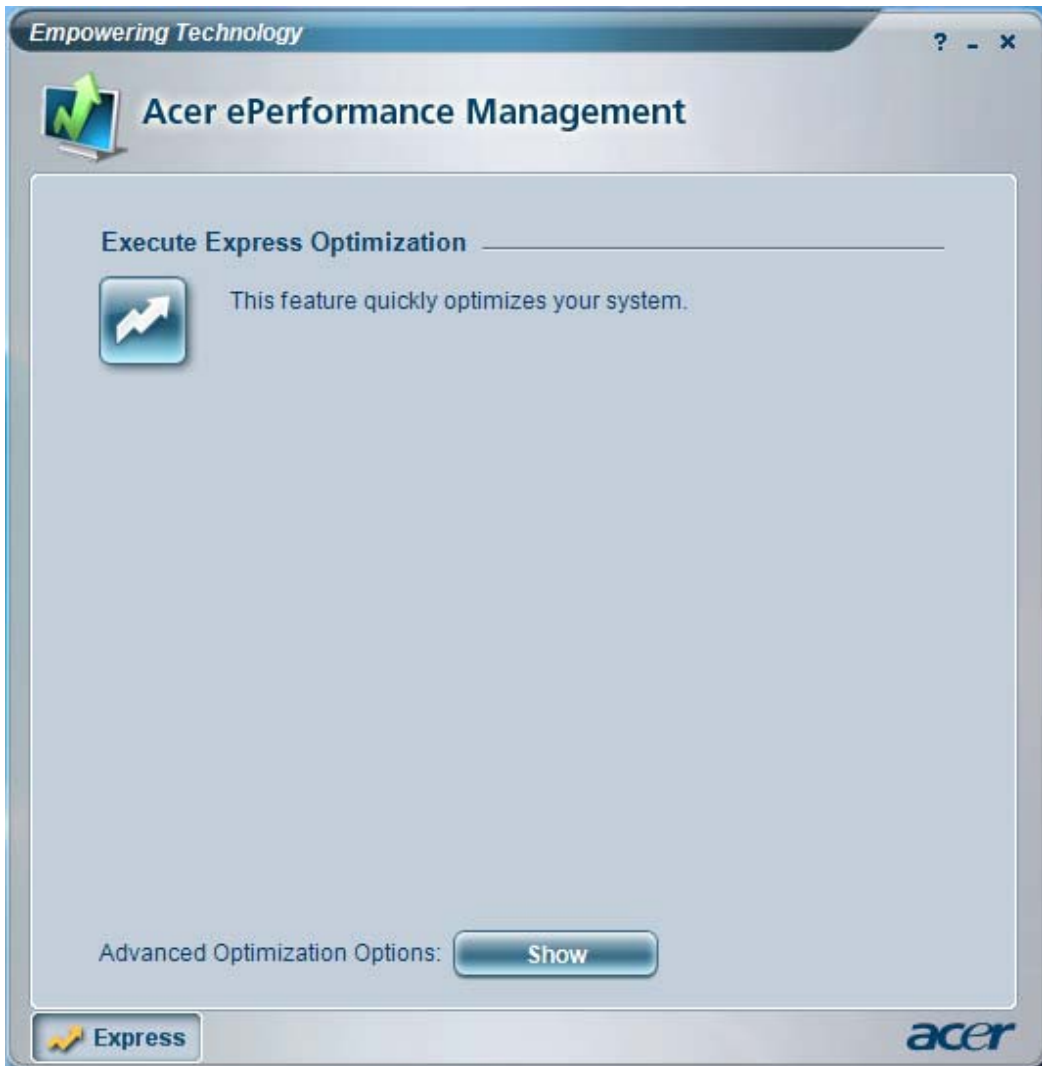 Empowering Technology
? - ×
Acer ePerformance Management
Execute Express Optimization
This feature quickly optimizes your system.
Advanced Optimization Options: Show
Express
acer